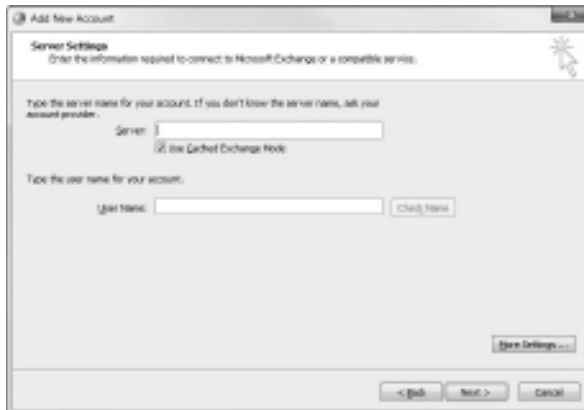 Add New Account
Server Settings
Enter the information required to connect to Microsoft Exchange or a compatible service.
Type the server name for your account. If you don't know the server name, ask your
account provider.
Server:
Use Cached Exchange Mode
Type the user name for your account.
User Name:
Check Name
More Settings ...
< Back
Next >
Cancel